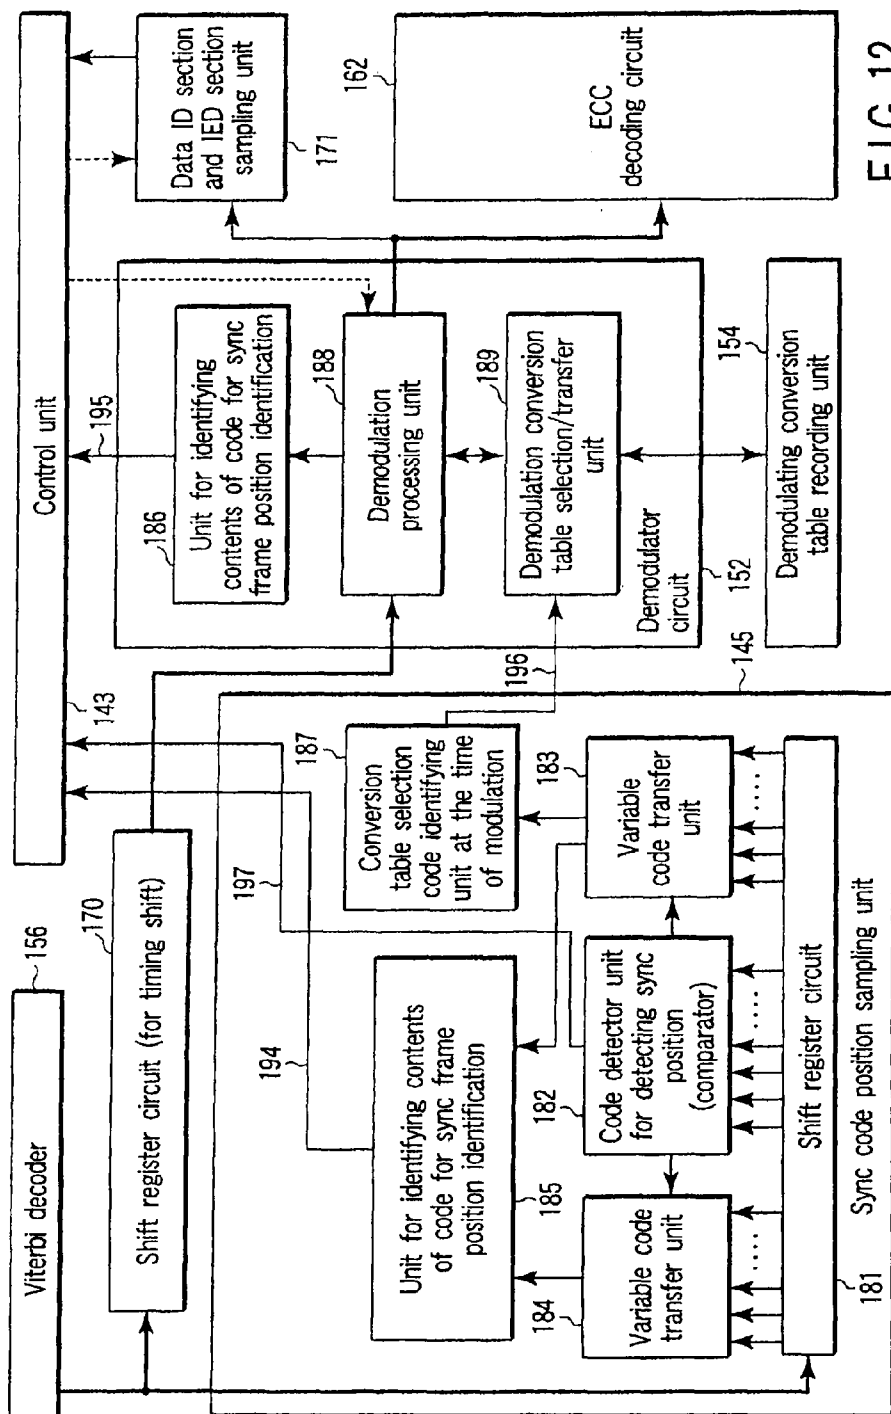 Viterbi decoder
156
Shift register circuit (for timing shift)
170
Control unit
143
194
197
195
Data ID section
and IED section
sampling unit
171
ECC
decoding circuit
162
Unit for identifying
contents of code for sync
frame position identification
186
Demodulation
processing unit
188
Demodulation conversion
table selection/transfer
unit
189
Demodulator
circuit
152
Demodulating conversion
table recording unit
154
196
145
Conversion
table selection
code identifying
unit at the time
of modulation
187
Unit for identifying contents
of code for sync frame
position identification
185
Variable code
transfer unit
184
Code detector unit
for detecting sync
position
(comparator)
182
Variable
code transfer
unit
183
....
....
....
Shift register circuit
181
Sync code position sampling unit
FIG. 12